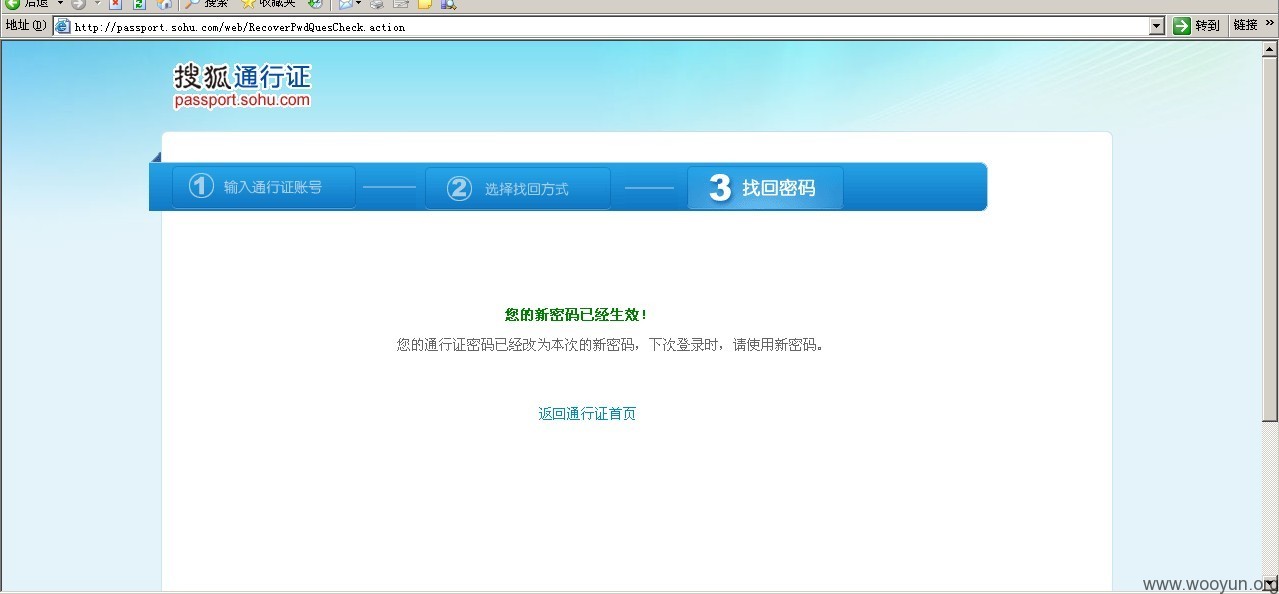 后退 搜索 收藏夹
地址(D) http://passport.sohu.com/web/RecoverPwdQuesCheck.action 转到 链接 »
搜狐通行证
passport.sohu.com
1 输入通行证账号 2 选择找回方式 3 找回密码
您的新密码已经生效!
您的通行证密码已经改为本次的新密码，下次登录时，请使用新密码。
返回通行证首页
www.wooyun.org